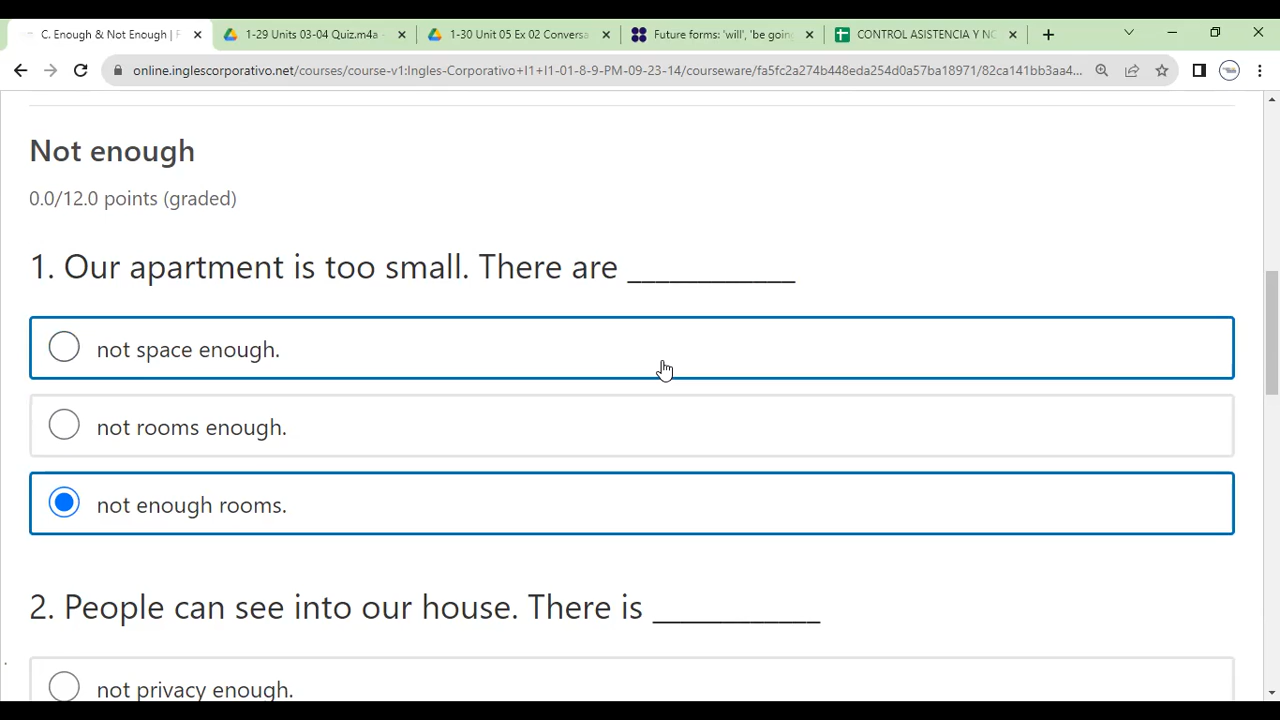 C. Enough & Not Enough | F
1-29 Units 03-04 Quiz.m4a -
1-30 Unit 05 Ex 02 Conversa
Future forms: 'will', 'be going
CONTROL ASISTENCIA Y NO
online.inglescorporativo.net/courses/course-v1:Ingles-Corporativo+I1+I1-01-8-9-PM-09-23-14/courseware/fa5fc2a274b448eda254d0a57ba18971/82ca141bb3aa4...
Not enough
0.0/12.0 points (graded)
1. Our apartment is too small. There are ____________
not space enough.
not rooms enough.
not enough rooms.
2. People can see into our house. There is ____________
not privacy enough.